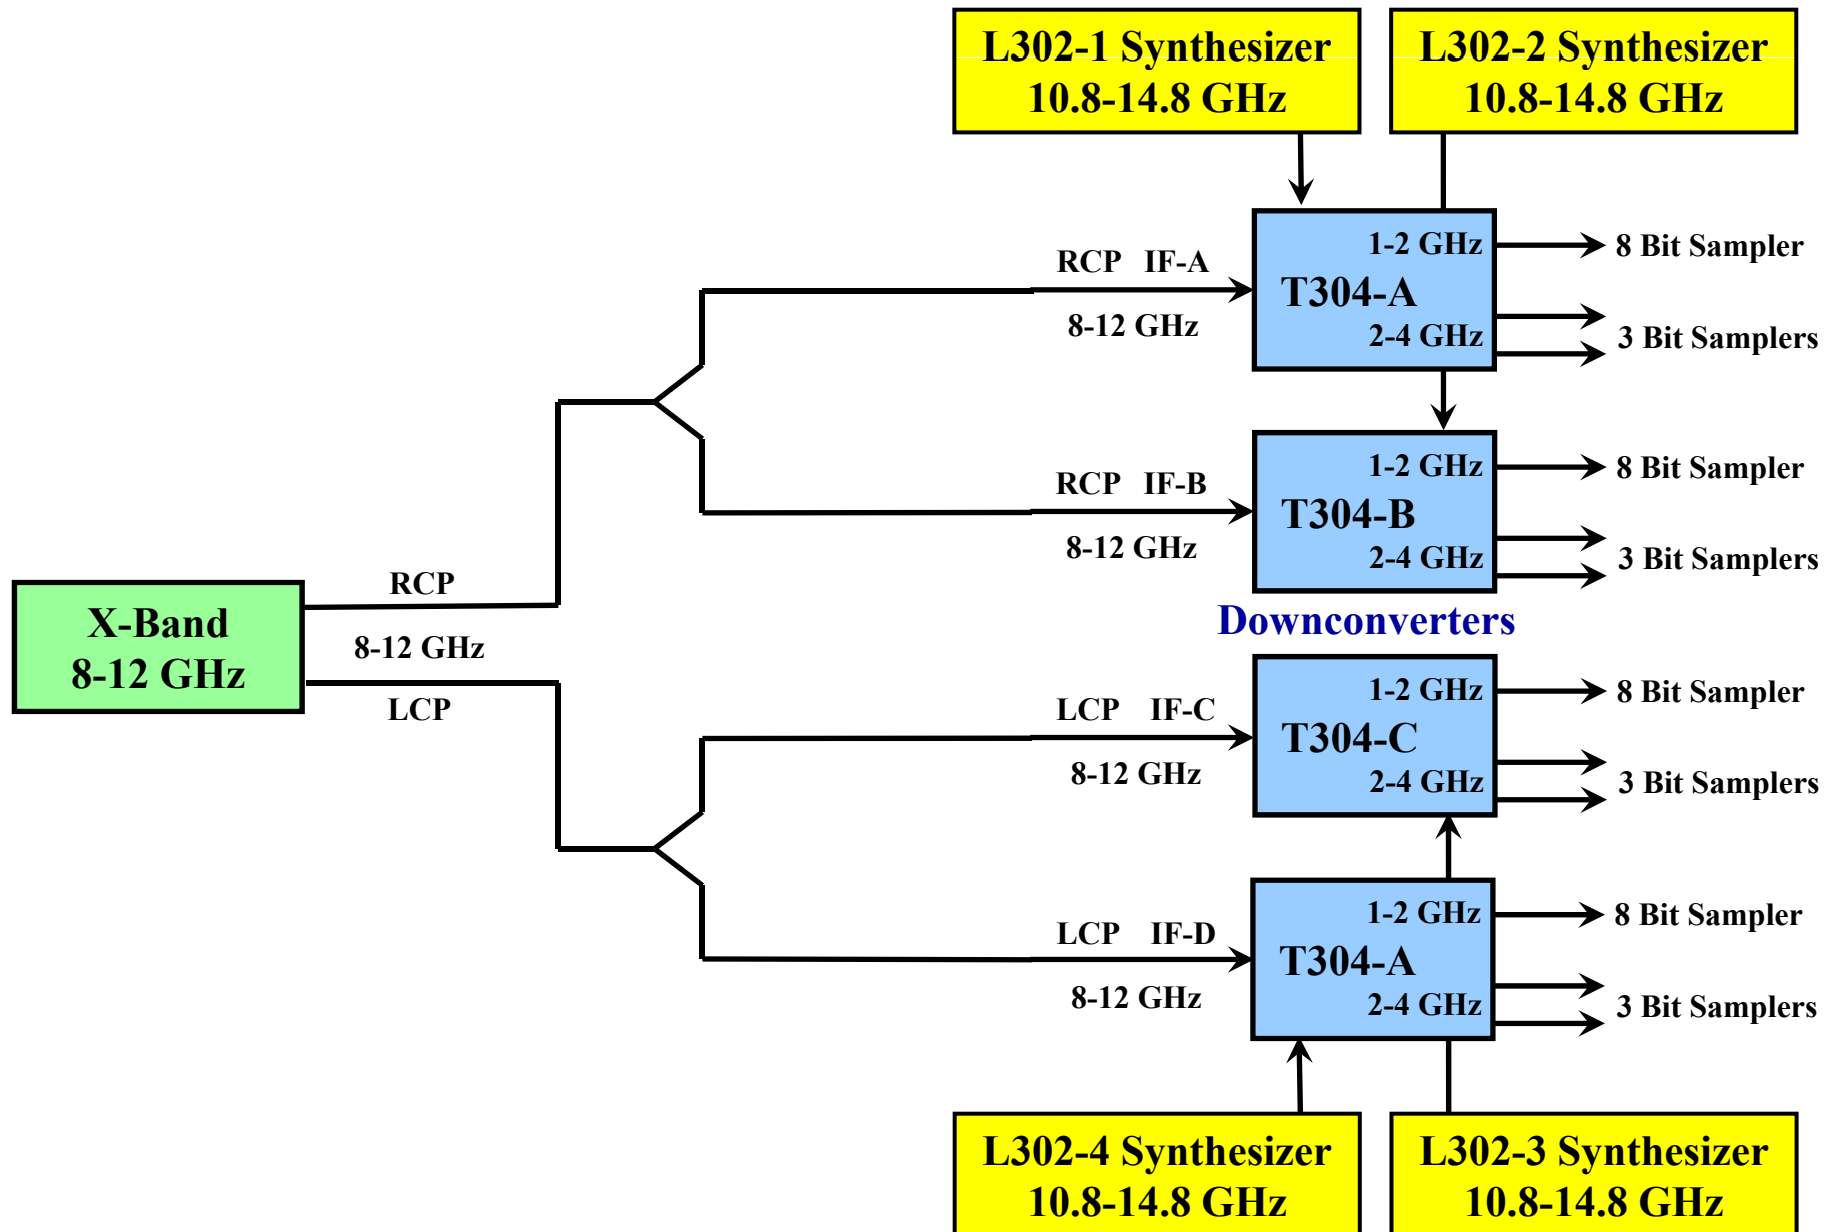 L302-1 Synthesizer
10.8-14.8 GHz
L302-2 Synthesizer
10.8-14.8 GHz
RCP IF-A
8-12 GHz
1-2 GHz
T304-A
2-4 GHz
8 Bit Sampler
3 Bit Samplers
RCP IF-B
8-12 GHz
1-2 GHz
T304-B
2-4 GHz
8 Bit Sampler
3 Bit Samplers
X-Band
8-12 GHz
RCP
8-12 GHz
LCP
Downconverters
LCP IF-C
8-12 GHz
1-2 GHz
T304-C
2-4 GHz
8 Bit Sampler
3 Bit Samplers
LCP IF-D
8-12 GHz
1-2 GHz
T304-A
2-4 GHz
8 Bit Sampler
3 Bit Samplers
L302-4 Synthesizer
10.8-14.8 GHz
L302-3 Synthesizer
10.8-14.8 GHz